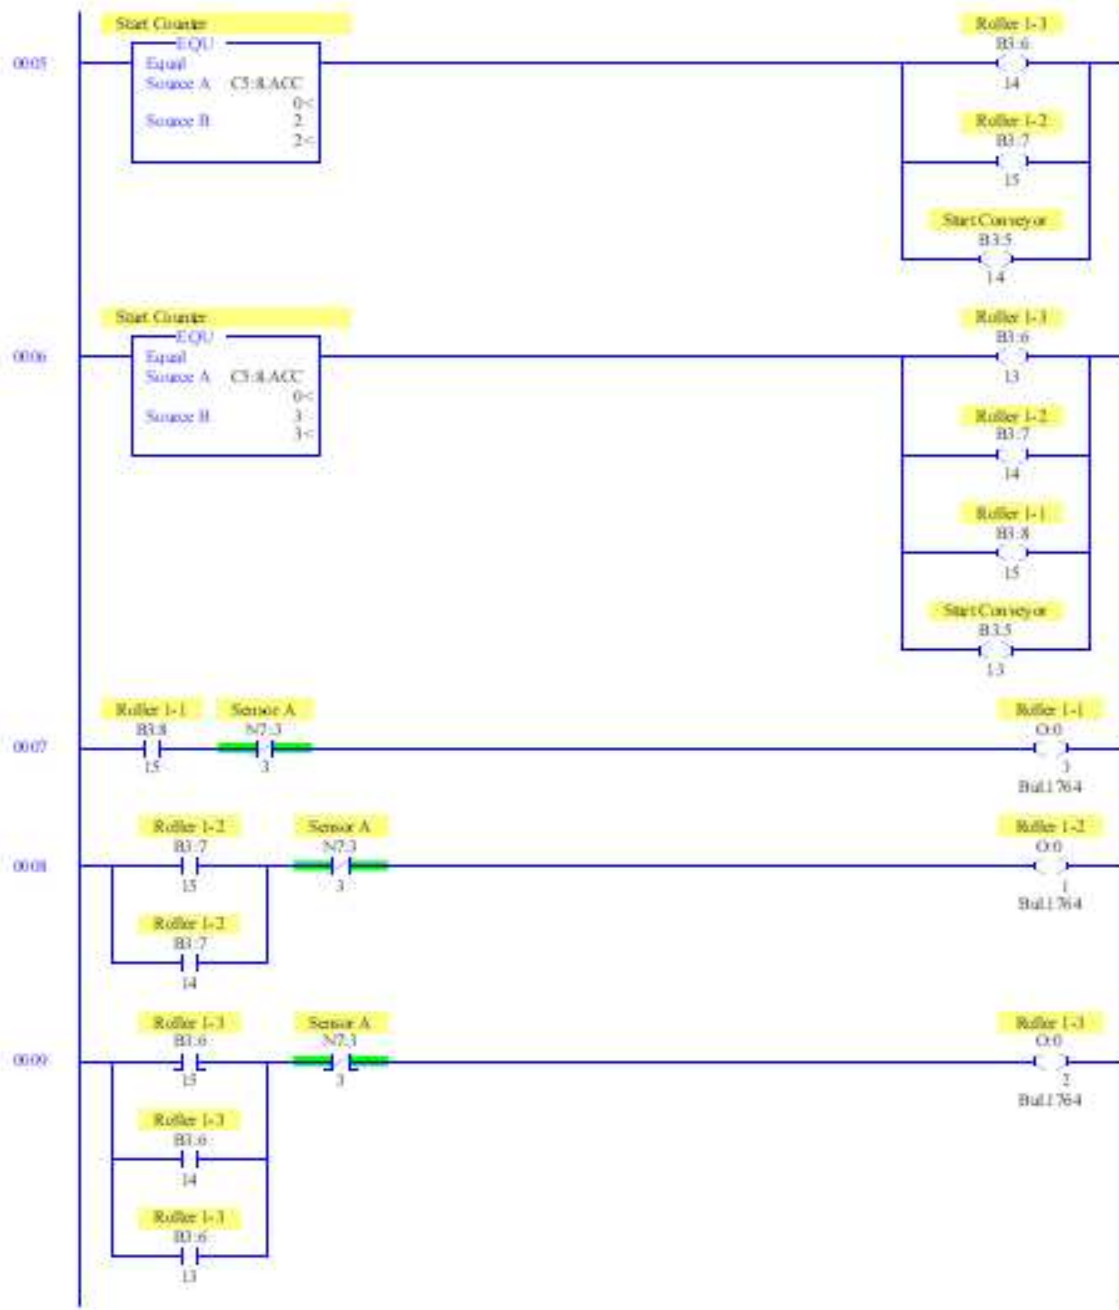 Start Counter
EQU
0005
Equal
Source A C5:8.ACC
0<
Source B 2
2<
Roller 1-3
B3:6
14
Roller 1-2
B3:7
15
Start Conveyor
B3:5
14
Start Counter
EQU
0006
Equal
Source A C5:8.ACC
0<
Source B 3
3<
Roller 1-3
B3:6
13
Roller 1-2
B3:7
14
Roller 1-1
B3:8
15
Start Conveyor
B3:5
13
Roller 1-1 Sensor A Roller 1-1
B3:8 N7:3 O:0
0007
15 3 3
Bul.1764
Roller 1-2 Sensor A Roller 1-2
B3:7 N7:3 O:0
0008
15 3 1
Bul.1764
Roller 1-2
B3:7
14
Roller 1-3 Sensor A Roller 1-3
B3:6 N7:3 O:0
0009
15 3 2
Bul.1764
Roller 1-3
B3:6
14
Roller 1-3
B3:6
13